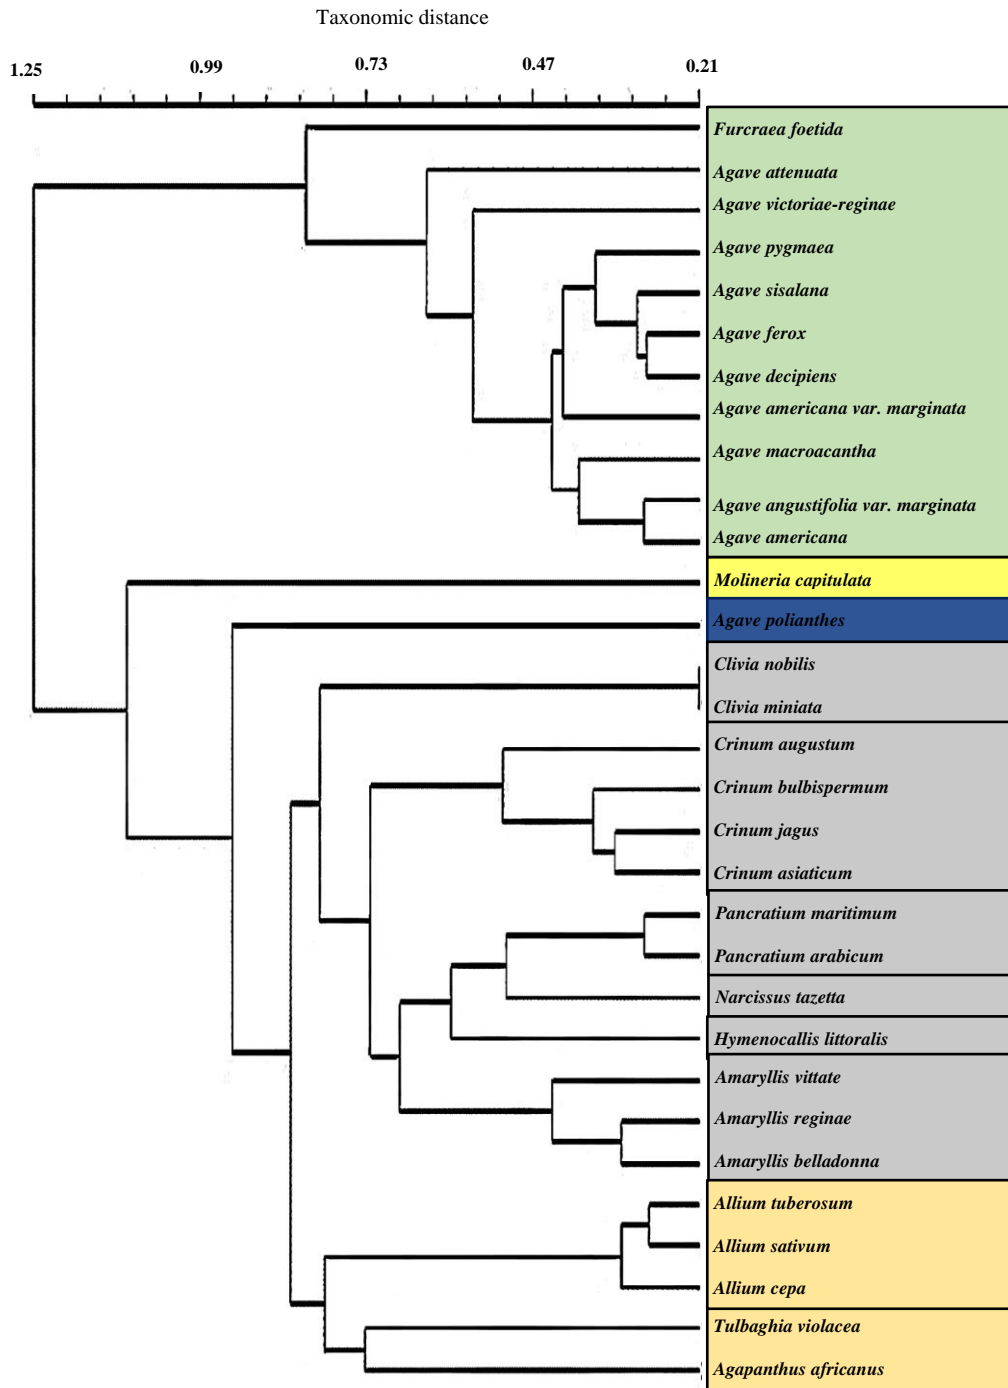 Taxonomic distance
1.25 0.99 0.73 0.47 0.21
Furcraea foetida
Agave attenuata
Agave victoriae-reginae
Agave pygmaea
Agave sisalana
Agave ferox
Agave decipiens
Agave americana var. marginata
Agave macroacantha
Agave angustifolia var. marginata
Agave americana
Molineria capitulata
Agave polianthes
Clivia nobilis
Clivia miniata
Crinum augustum
Crinum bulbispermum
Crinum jagus
Crinum asiaticum
Pancratium maritimum
Pancratium arabicum
Narcissus tazetta
Hymenocallis littoralis
Amaryllis vittate
Amaryllis reginae
Amaryllis belladonna
Allium tuberosum
Allium sativum
Allium cepa
Tulbaghia violacea
Agapanthus africanus